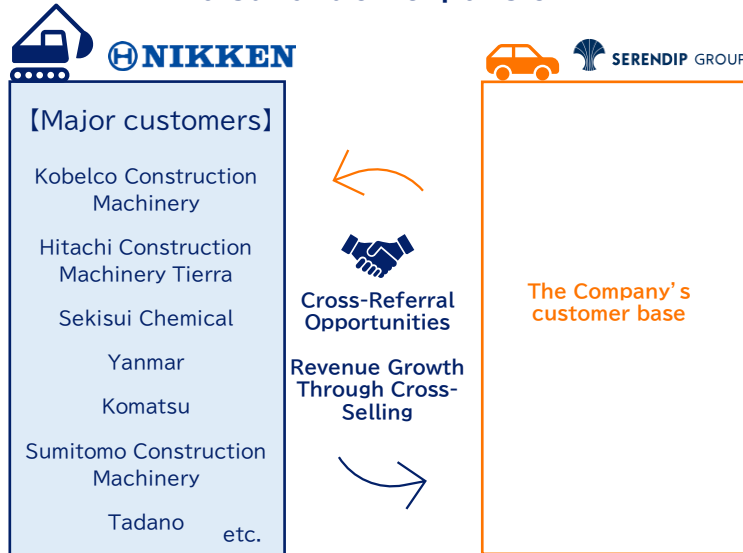 NIKKEN
SERENDIP GROUP
【Major customers】
Kobelco Construction
Machinery
Hitachi Construction
Machinery Tierra
Sekisui Chemical
Yanmar
Komatsu
Sumitomo Construction
Machinery
Tadano
etc.
Cross-Referral
Opportunities
Revenue Growth
Through Cross-
Selling
The Company’s
customer base